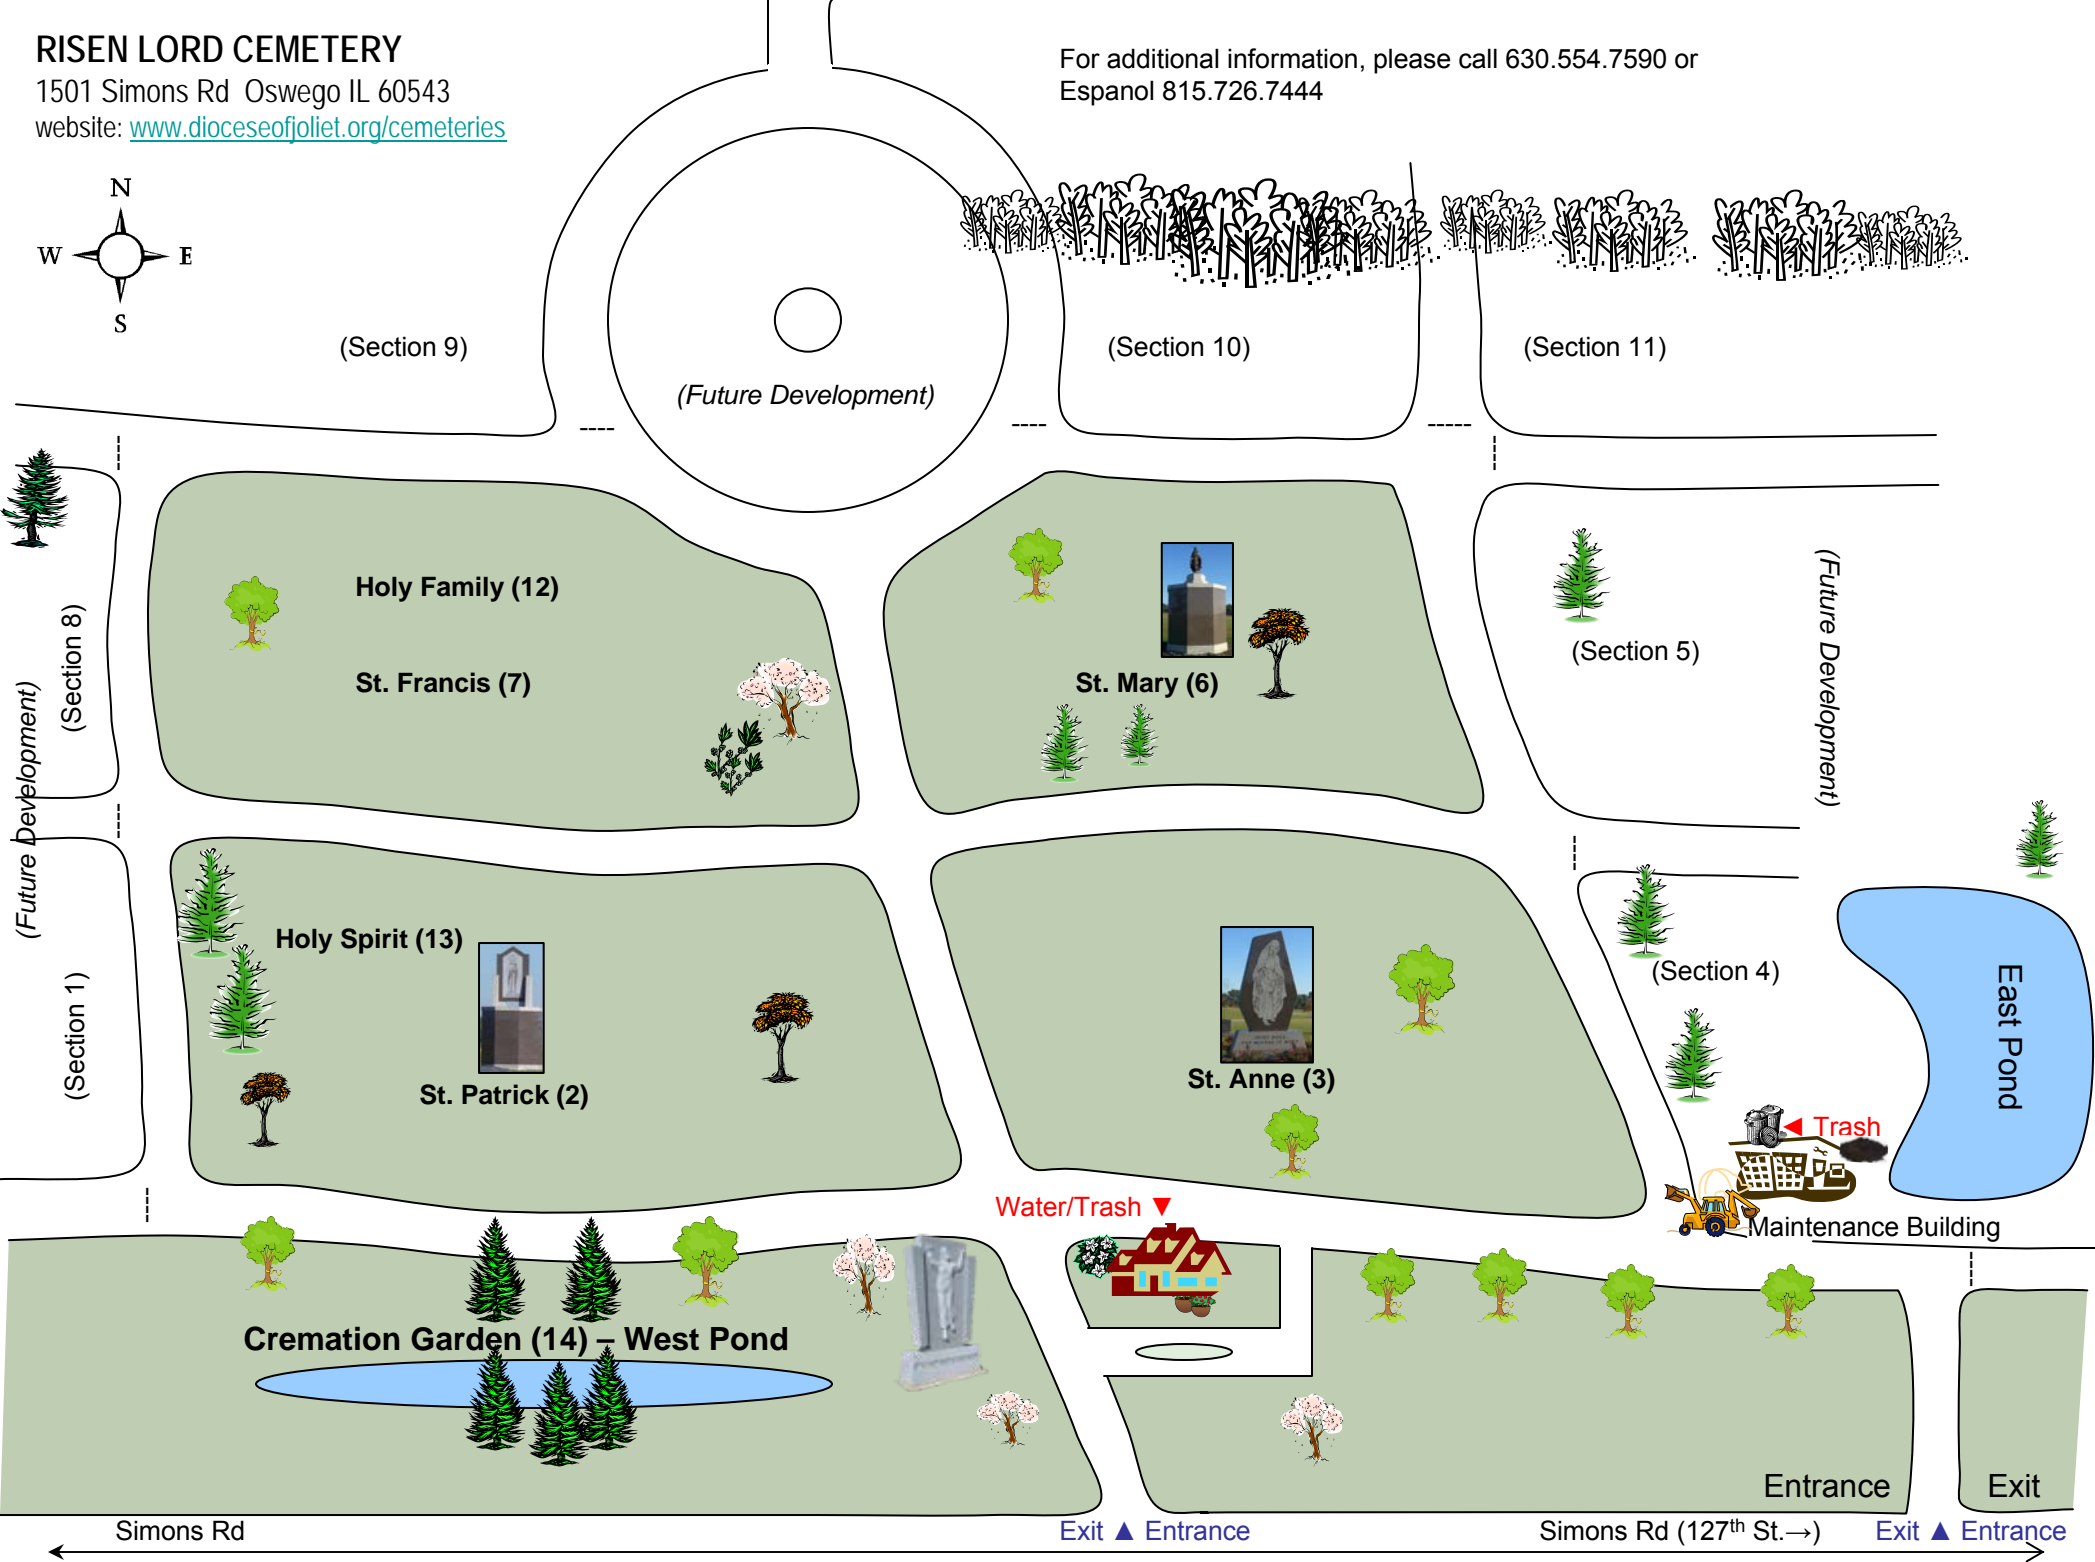 RISEN LORD CEMETERY
1501 Simons Rd  Oswego IL 60543
website: www.dioceseofjoliet.org/cemeteries
For additional information, please call 630.554.7590 or
Espanol 815.726.7444
N
W
E
S
(Section 9)
(Future Development)
(Section 10)
(Section 11)
Holy Family (12)
St. Francis (7)
St. Mary (6)
(Section 5)
(Future Development)
(Section 8)
(Future Development)
(Section 1)
Holy Spirit (13)
St. Patrick (2)
St. Anne (3)
(Section 4)
East Pond
◄ Trash
Maintenance Building
Water/Trash ▼
Cremation Garden (14) – West Pond
Entrance
Exit
Simons Rd
Exit ▲ Entrance
Simons Rd (127th St.→)
Exit ▲ Entrance